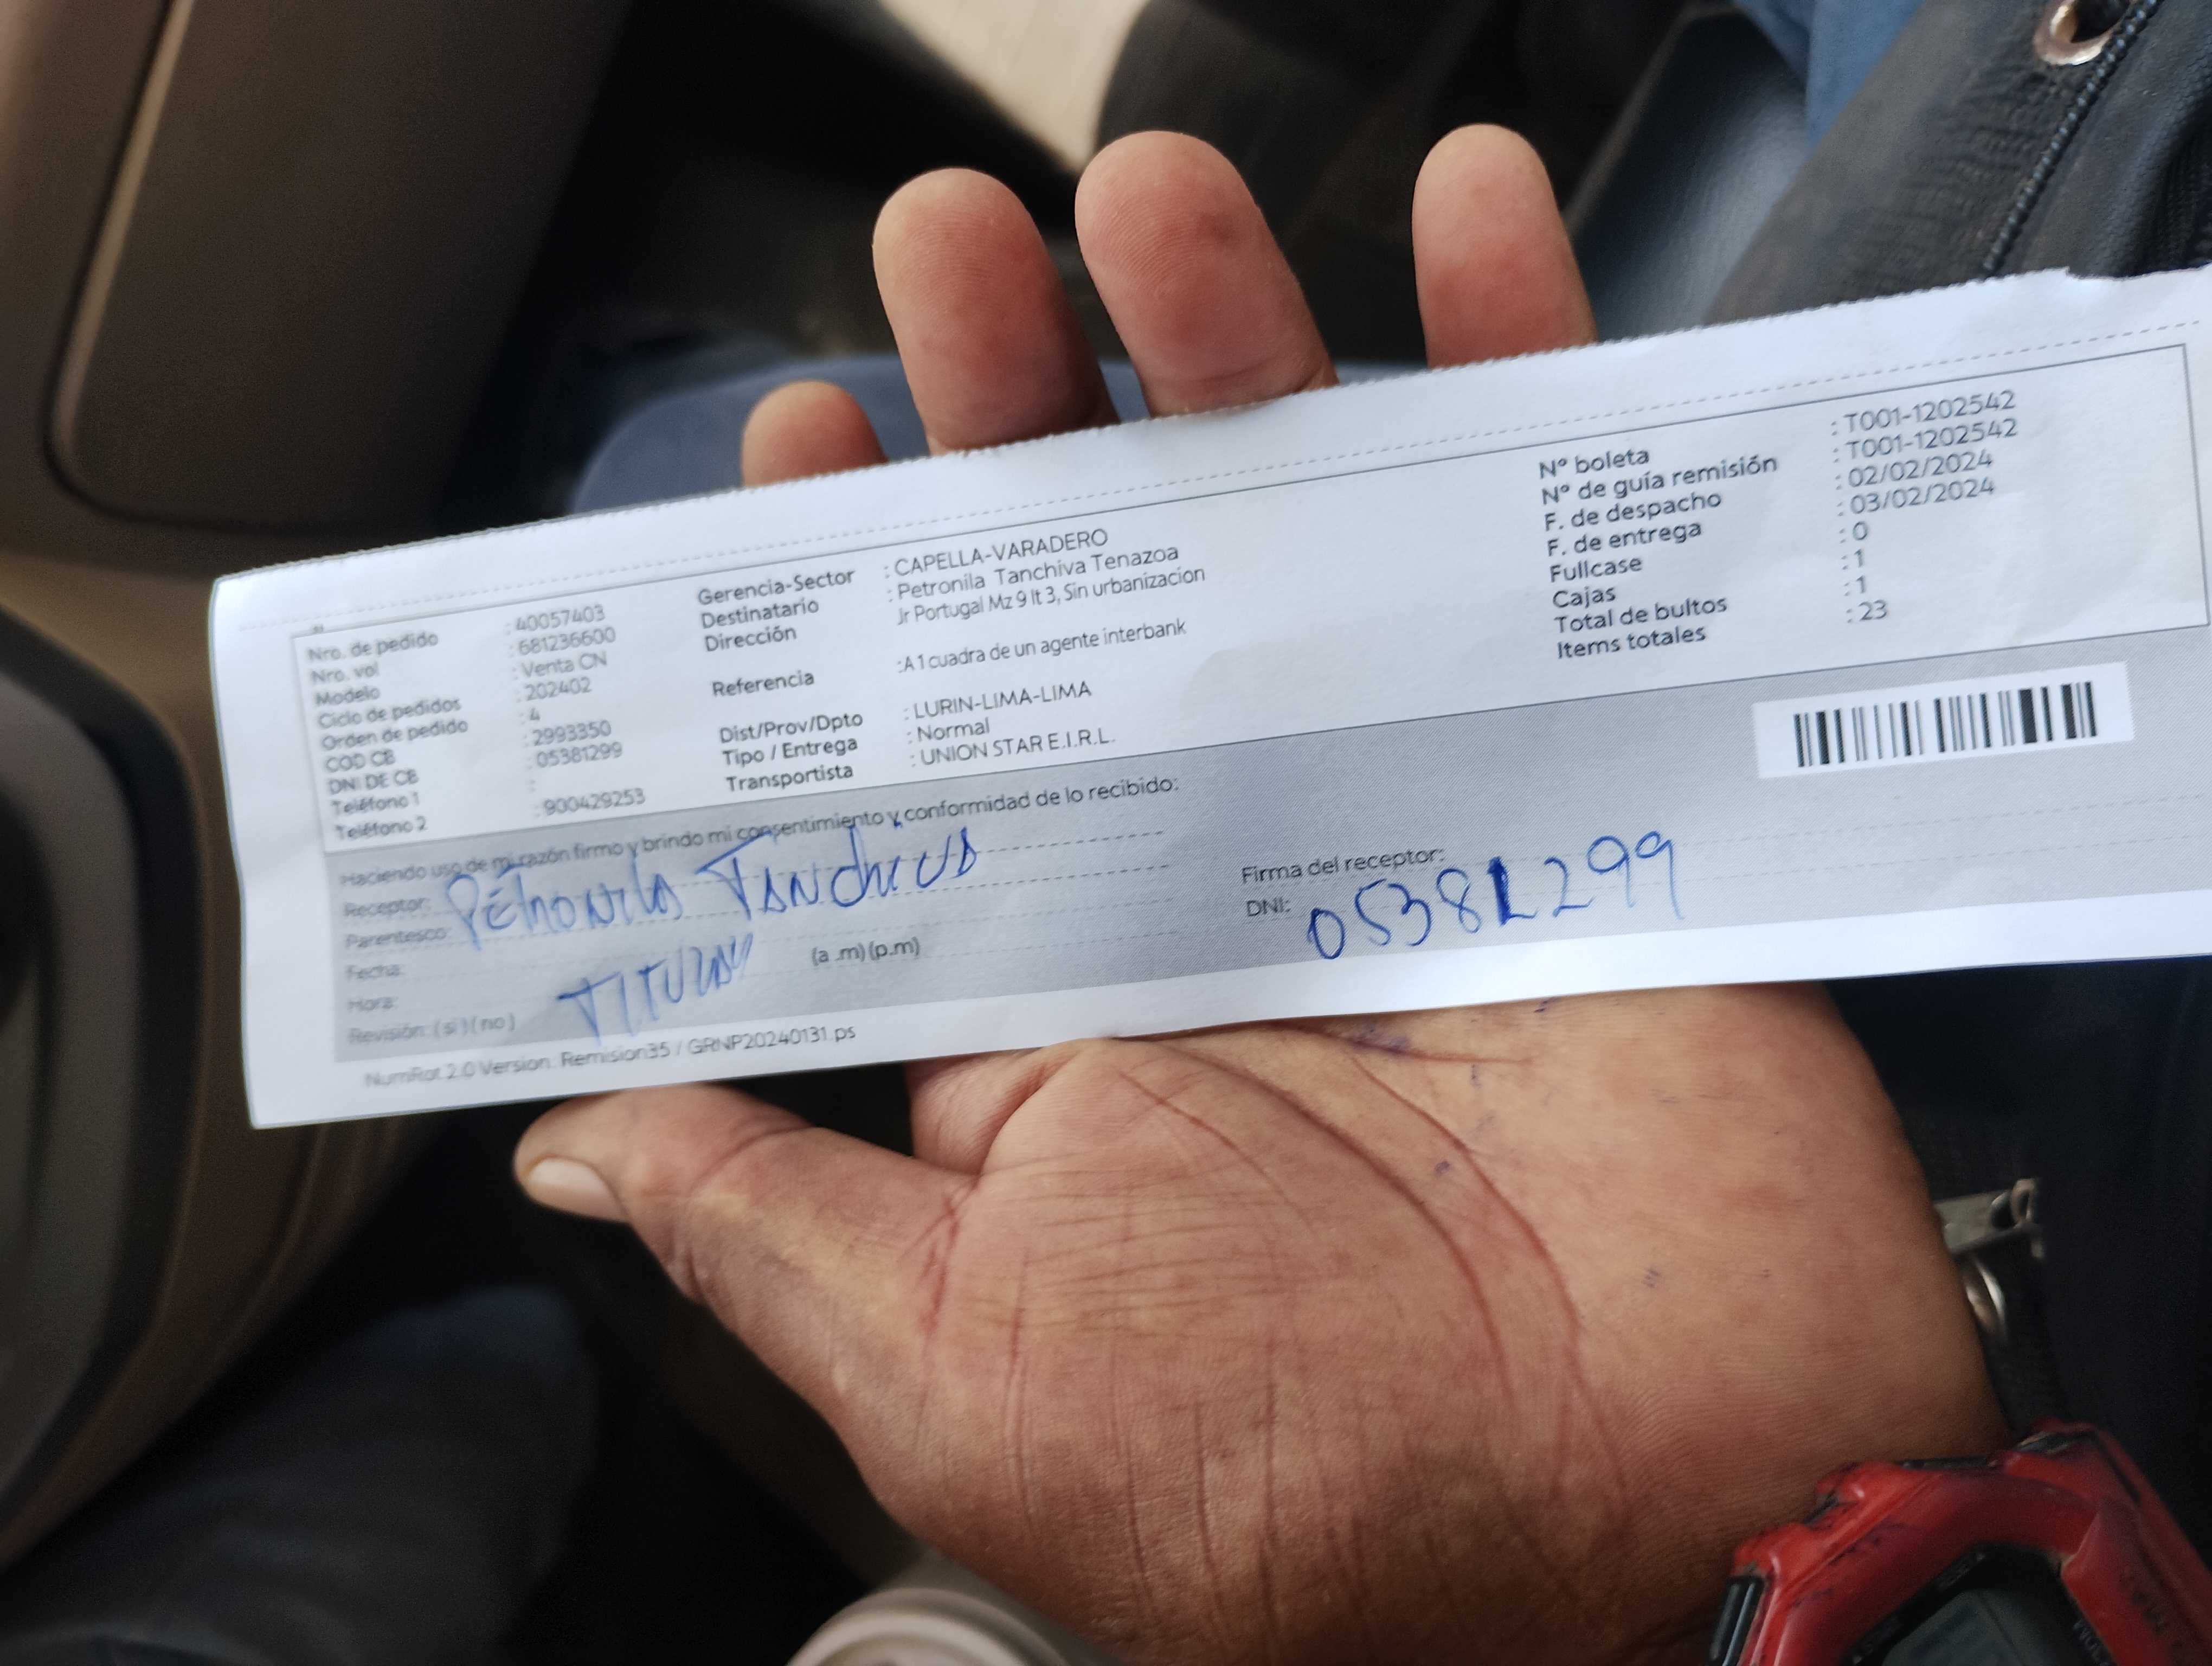 Nro. de pedido : 40057403
Nro. vol : 681236600
Modelo : Venta CN
Ciclo de pedidos : 202402
Orden de pedido : 4
COD CB : 2993350
DNI DE CB : 05381299
Teléfono 1 :
Teléfono 2 : 900429253
Gerencia-Sector : CAPELLA-VARADERO
Destinatario : Petronila Tanchiva Tenazoa
Dirección Jr Portugal Mz 9 lt 3, Sin urbanizacion
Referencia :A 1 cuadra de un agente interbank
Dist/Prov/Dpto : LURIN-LIMA-LIMA
Tipo / Entrega : Normal
Transportista : UNION STAR E.I.R.L.
N° boleta : T001-1202542
N° de guía remisión : T001-1202542
F. de despacho : 02/02/2024
F. de entrega : 03/02/2024
Fullcase : 0
Cajas : 1
Total de bultos : 1
Items totales : 23
Haciendo uso de mi razón firmo y brindo mi consentimiento y conformidad de lo recibido:
Receptor: Petronila Tanchiva
Parentesco:
Fecha: TITULAR
Hora: (a .m) (p.m)
Revisión: ( si ) ( no )
Firma del receptor:
DNI: 05381299
NumRot 2.0 Version. Remision35 / GRNP20240131.ps